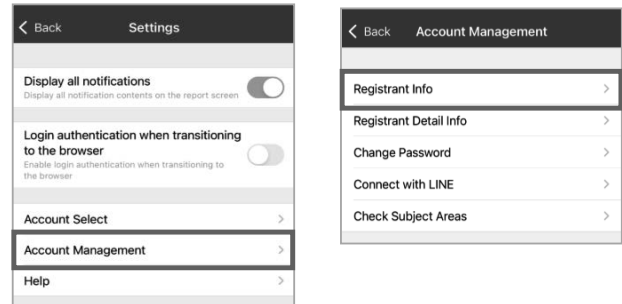 Back
Settings
Display all notifications
Display all notification contents on the report screen
Login authentication when transitioning
to the browser
Enable login authentication when transitioning to
the browser
Account Select
Account Management
Help
Back
Account Management
Registrant Info
Registrant Detail Info
Change Password
Connect with LINE
Check Subject Areas